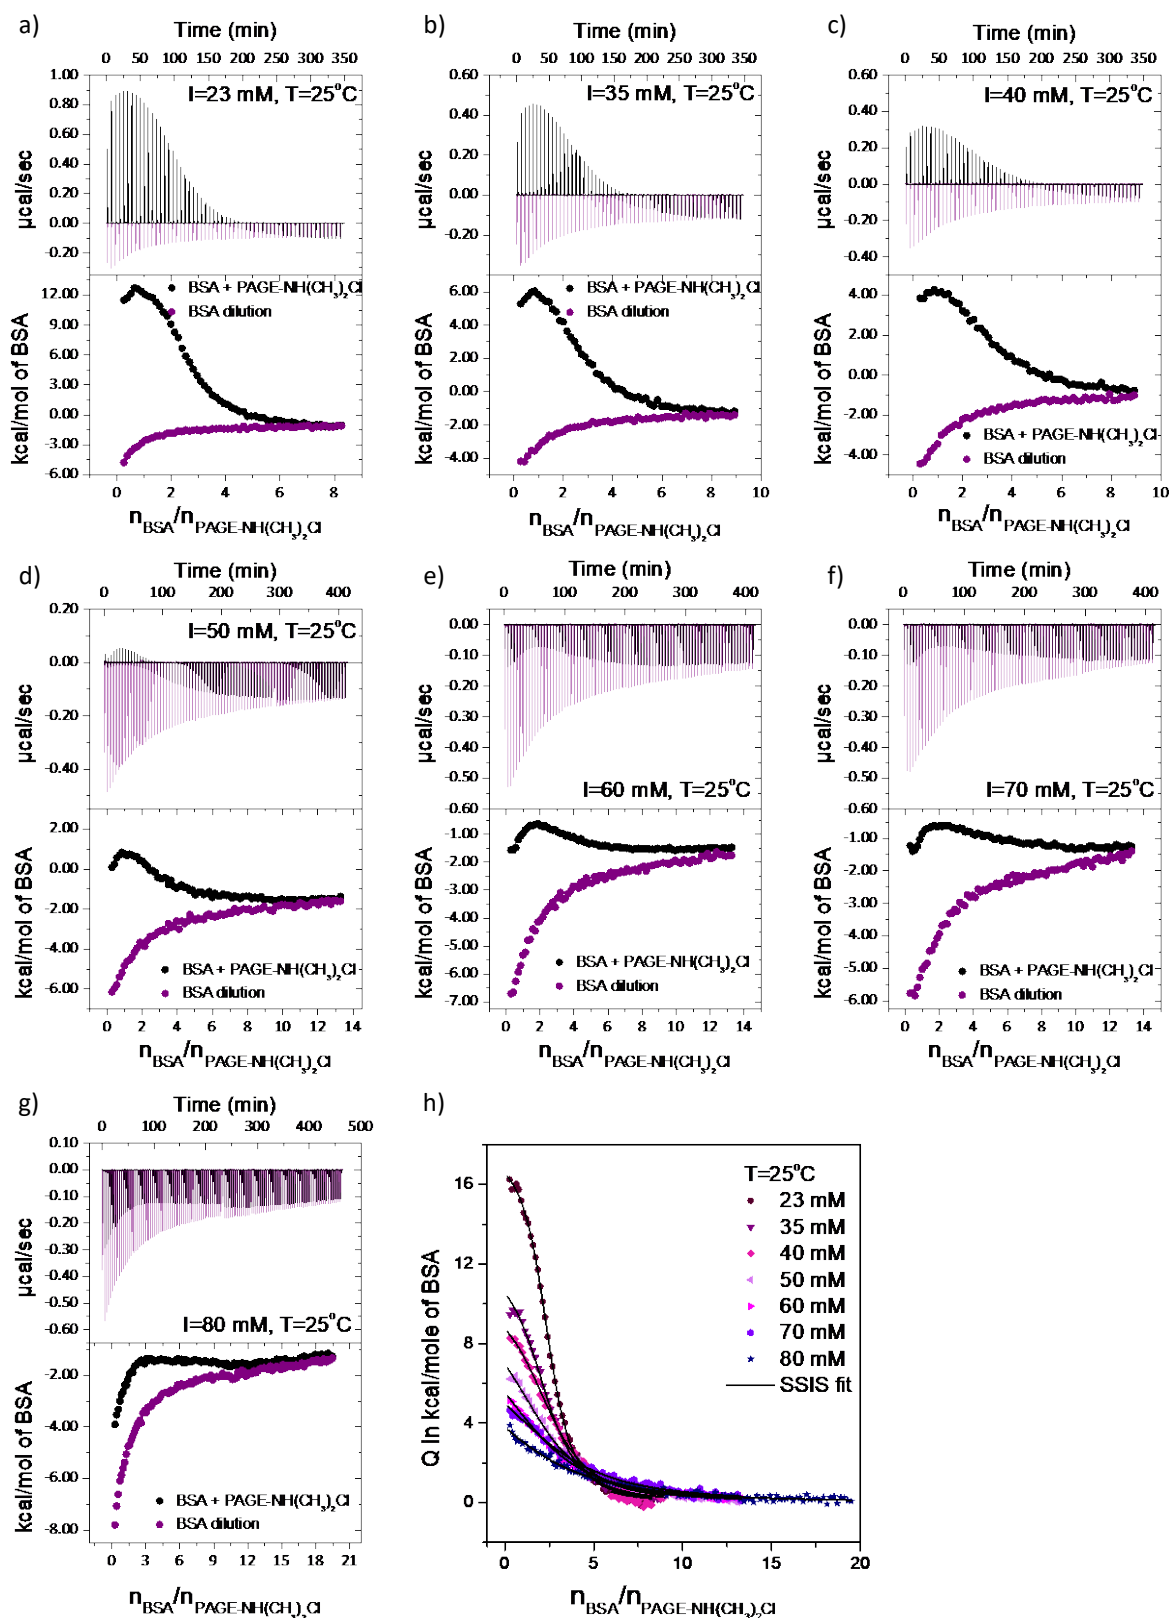 a)
Time (min)
0 50 100 150 200 250 300 350
I=23 mM, T=25°C
1.00
0.80
0.60
0.40
0.20
0.00
-0.20
µcal/sec
BSA + PAGE-NH(CH₃)₂Cl
BSA dilution
12.00
9.00
6.00
3.00
0.00
-3.00
-6.00
kcal/mol of BSA
0 2 4 6 8
n_BSA/n_PAGE-NH(CH₃)₂Cl
b)
Time (min)
0 50 100 150 200 250 300 350
I=35 mM, T=25°C
0.60
0.40
0.20
0.00
-0.20
µcal/sec
BSA + PAGE-NH(CH₃)₂Cl
BSA dilution
6.00
4.00
2.00
0.00
-2.00
-4.00
kcal/mol of BSA
0 2 4 6 8 10
n_BSA/n_PAGE-NH(CH₃)₂Cl
c)
Time (min)
0 50 100 150 200 250 300 350
I=40 mM, T=25°C
0.60
0.40
0.20
0.00
-0.20
-0.40
µcal/sec
4.00
2.00
0.00
-2.00
-4.00
kcal/mol of BSA
BSA + PAGE-NH(CH₃)₂Cl
BSA dilution
0 2 4 6 8 10
n_BSA/n_PAGE-NH(CH₃)₂Cl
d)
Time (min)
0 100 200 300 400
I=50 mM, T=25°C
0.20
0.00
-0.20
-0.40
µcal/sec
2.00
0.00
-2.00
-4.00
-6.00
kcal/mol of BSA
BSA + PAGE-NH(CH₃)₂Cl
BSA dilution
0 2 4 6 8 10 12 14
n_BSA/n_PAGE-NH(CH₃)₂Cl
e)
Time (min)
0 100 200 300 400
0.00
-0.10
-0.20
-0.30
-0.40
-0.50
-0.60
µcal/sec
I=60 mM, T=25°C
-1.00
-2.00
-3.00
-4.00
-5.00
-6.00
-7.00
kcal/mol of BSA
BSA + PAGE-NH(CH₃)₂Cl
BSA dilution
0 2 4 6 8 10 12 14
n_BSA/n_PAGE-NH(CH₃)₂Cl
f)
Time (min)
0 100 200 300 400
0.00
-0.10
-0.20
-0.30
-0.40
-0.50
-0.60
µcal/sec
I=70 mM, T=25°C
-1.00
-2.00
-3.00
-4.00
-5.00
-6.00
kcal/mol of BSA
BSA + PAGE-NH(CH₃)₂Cl
BSA dilution
0 2 4 6 8 10 12 14
n_BSA/n_PAGE-NH(CH₃)₂Cl
g)
Time (min)
0 100 200 300 400 500
0.10
0.00
-0.10
-0.20
-0.30
-0.40
-0.50
-0.60
µcal/sec
I=80 mM, T=25°C
-2.00
-4.00
-6.00
-8.00
kcal/mol of BSA
BSA + PAGE-NH(CH₃)₂Cl
BSA dilution
0 3 6 9 12 15 18 21
n_BSA/n_PAGE-NH(CH₃)₂Cl
h)
T=25°C
23 mM
35 mM
40 mM
50 mM
60 mM
70 mM
80 mM
SSIS fit
16
12
8
4
0
Q in kcal/mole of BSA
0 5 10 15 20
n_BSA/n_PAGE-NH(CH₃)₂Cl